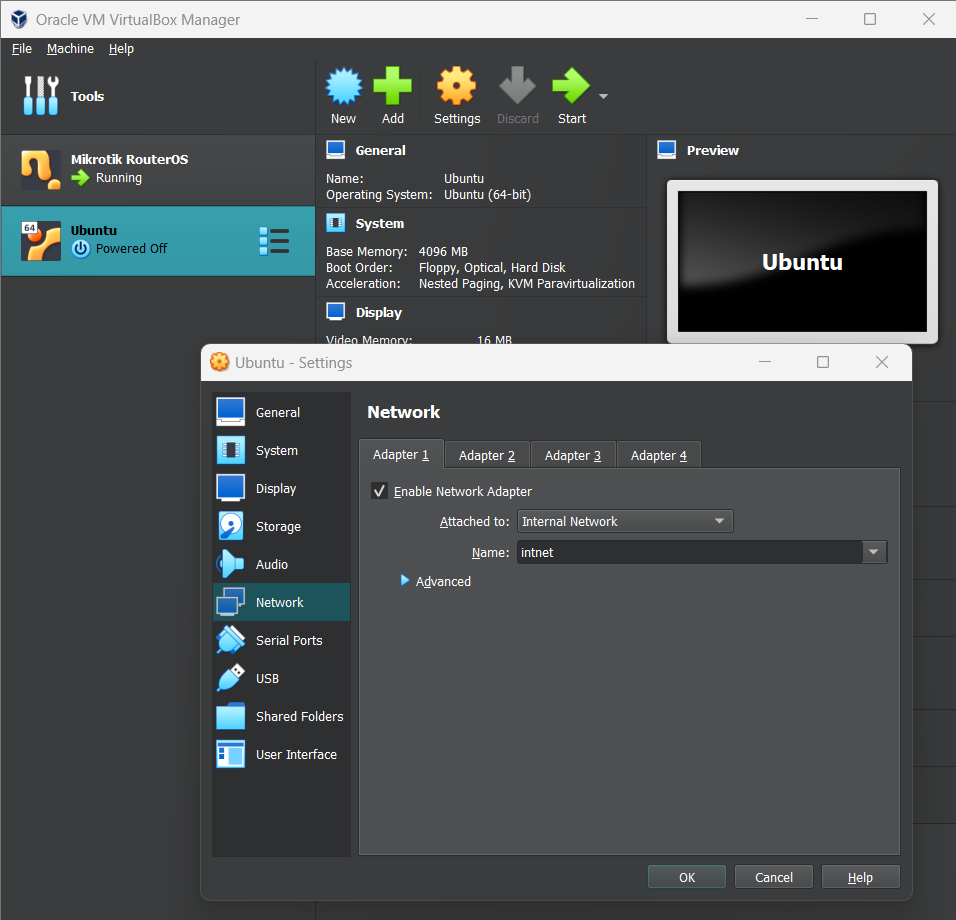 Oracle VM VirtualBox Manager
File Machine Help
Tools
New Add Settings Discard Start
Mikrotik RouterOS
Running
64
Ubuntu
Powered Off
General
Name: Ubuntu
Operating System: Ubuntu (64-bit)
System
Base Memory: 4096 MB
Boot Order: Floppy, Optical, Hard Disk
Acceleration: Nested Paging, KVM Paravirtualization
Display
Video Memory: 16 MB
Preview
Ubuntu
Ubuntu - Settings
General
System
Display
Storage
Audio
Network
Serial Ports
USB
Shared Folders
User Interface
Network
Adapter 1 Adapter 2 Adapter 3 Adapter 4
Enable Network Adapter
Attached to: Internal Network
Name: intnet
Advanced
OK Cancel Help